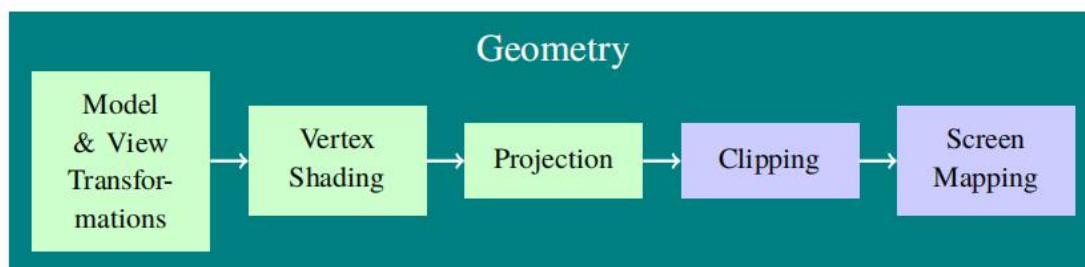 Geometry
Model
& View
Transfor-
mations
Vertex
Shading
Projection
Clipping
Screen
Mapping